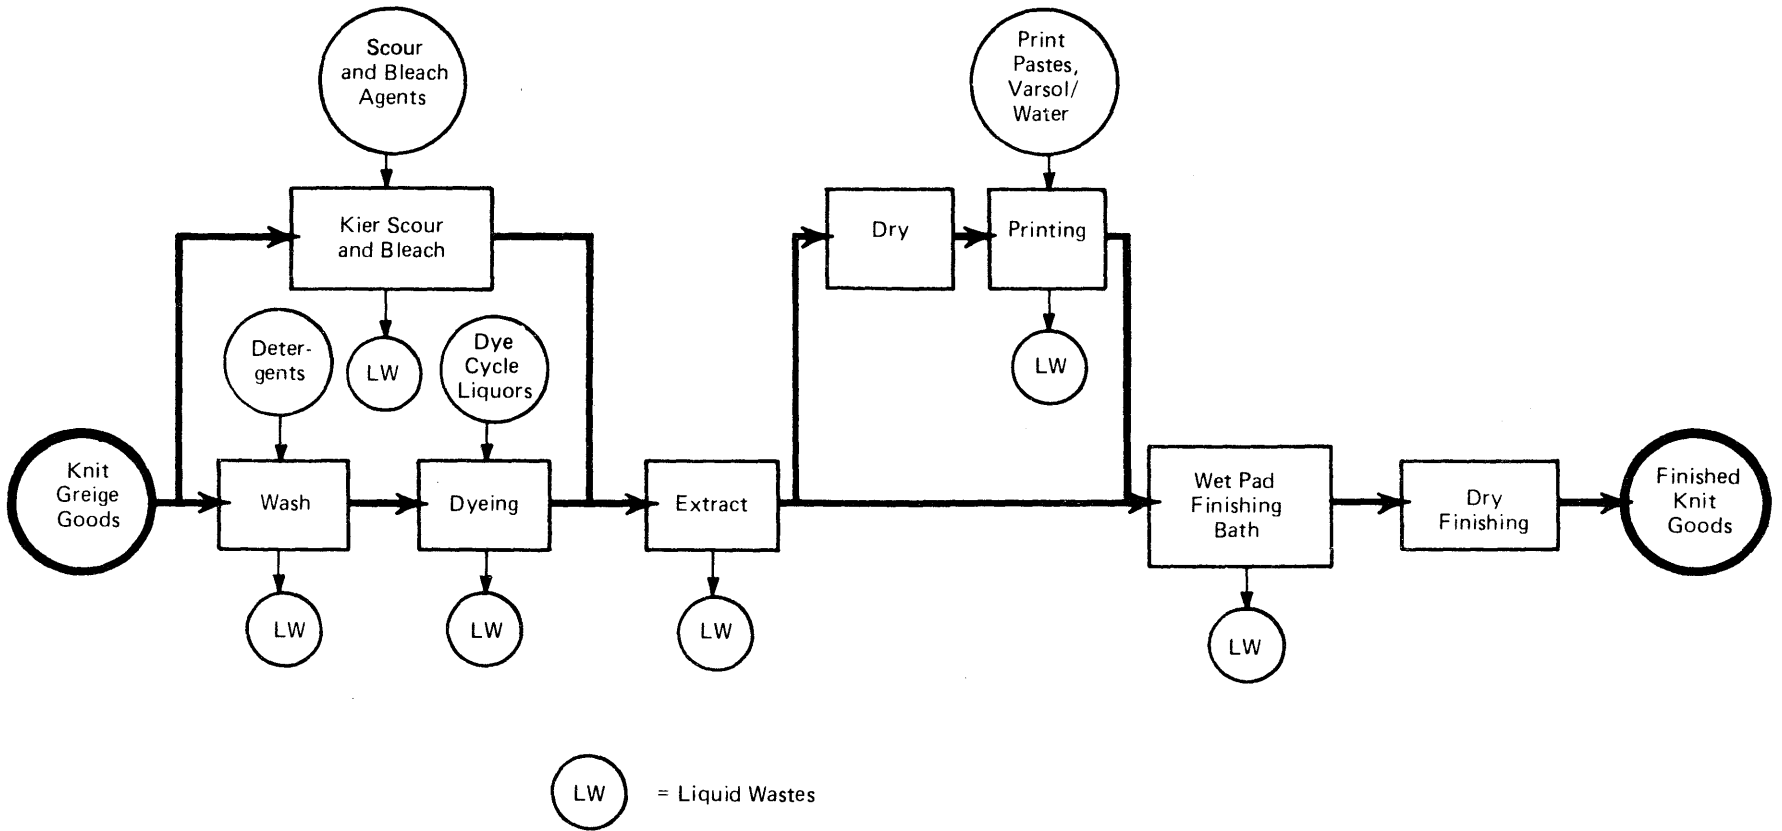 Scour
and Bleach
Agents
Print
Pastes,
Varsol/
Water
Kier Scour
and Bleach
Dry
Printing
Deter-
gents
LW
Dye
Cycle
Liquors
LW
Knit
Greige
Goods
Wash
Dyeing
Extract
Wet Pad
Finishing
Bath
Dry
Finishing
Finished
Knit
Goods
LW
LW
LW
LW
LW = Liquid Wastes